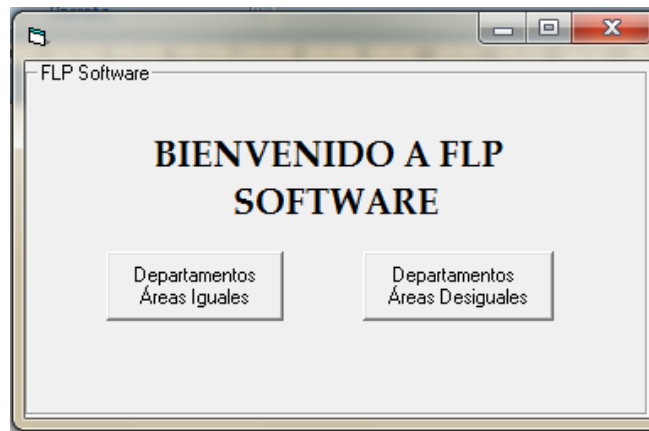 FLP Software
BIENVENIDO A FLP
SOFTWARE
Departamentos
Áreas Iguales
Departamentos
Áreas Desiguales